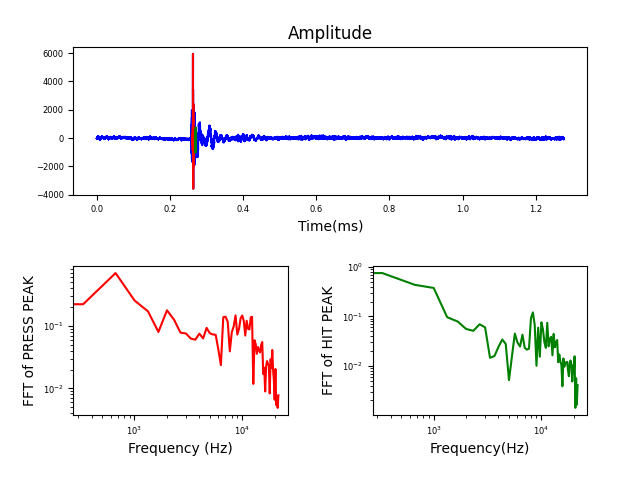 Amplitude
6000
4000
2000
0
−2000
−4000
0.0 0.2 0.4 0.6 0.8 1.0 1.2
Time(ms)
FFT of PRESS PEAK
10⁻¹
10⁻²
10³ 10⁴
Frequency (Hz)
FFT of HIT PEAK
10⁰
10⁻¹
10⁻²
10³ 10⁴
Frequency(Hz)